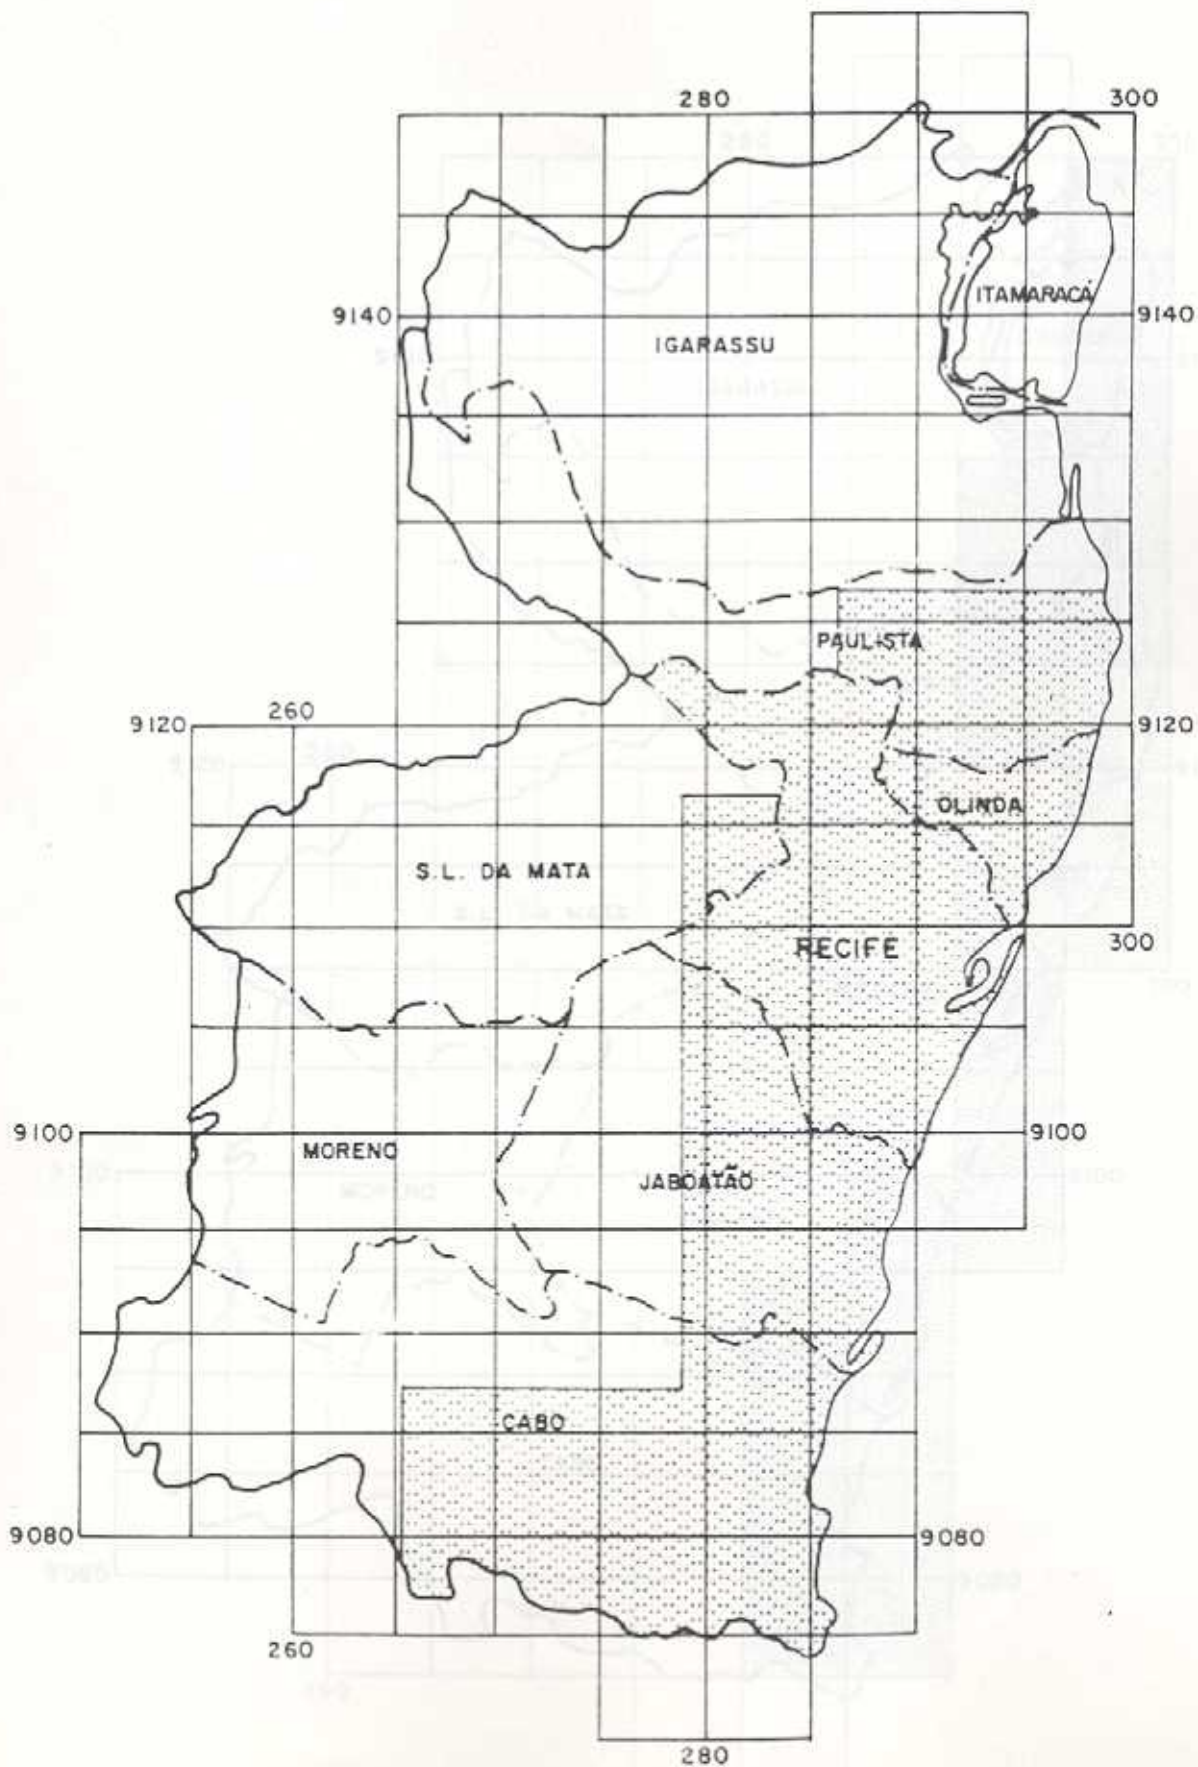 280 300
9140 ITAMARACÁ 9140
IGARASSU
PAULISTA
9120 260 9120
OLINDA
S.L. DA MATA
RECIFE 300
9100 MORENO 9100
JABOATÃO
CABO
9080 9080
260
280